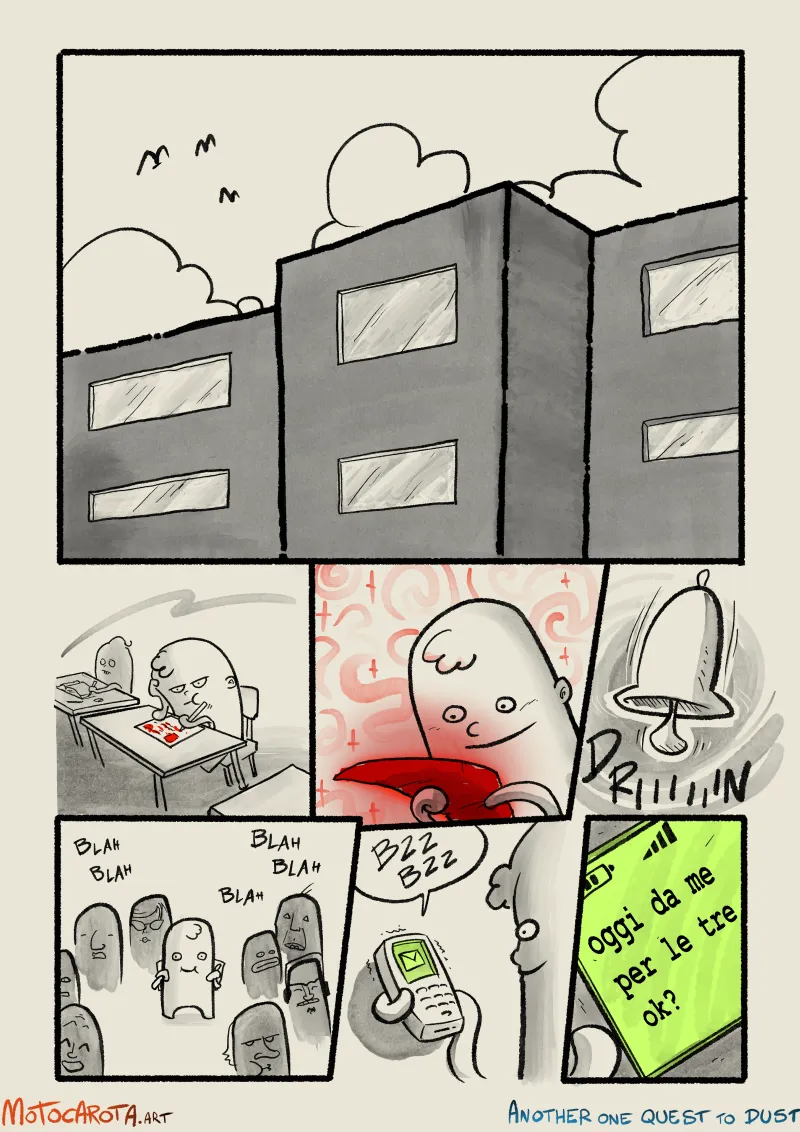 DRIIIIIIN
BLAH
BLAH
BLAH
BLAH
BLAH
BZZ
BZZ
oggi da me
per le tre
ok?
MOTOCAROTA.ART
ANOTHER ONE QUEST TO DUST